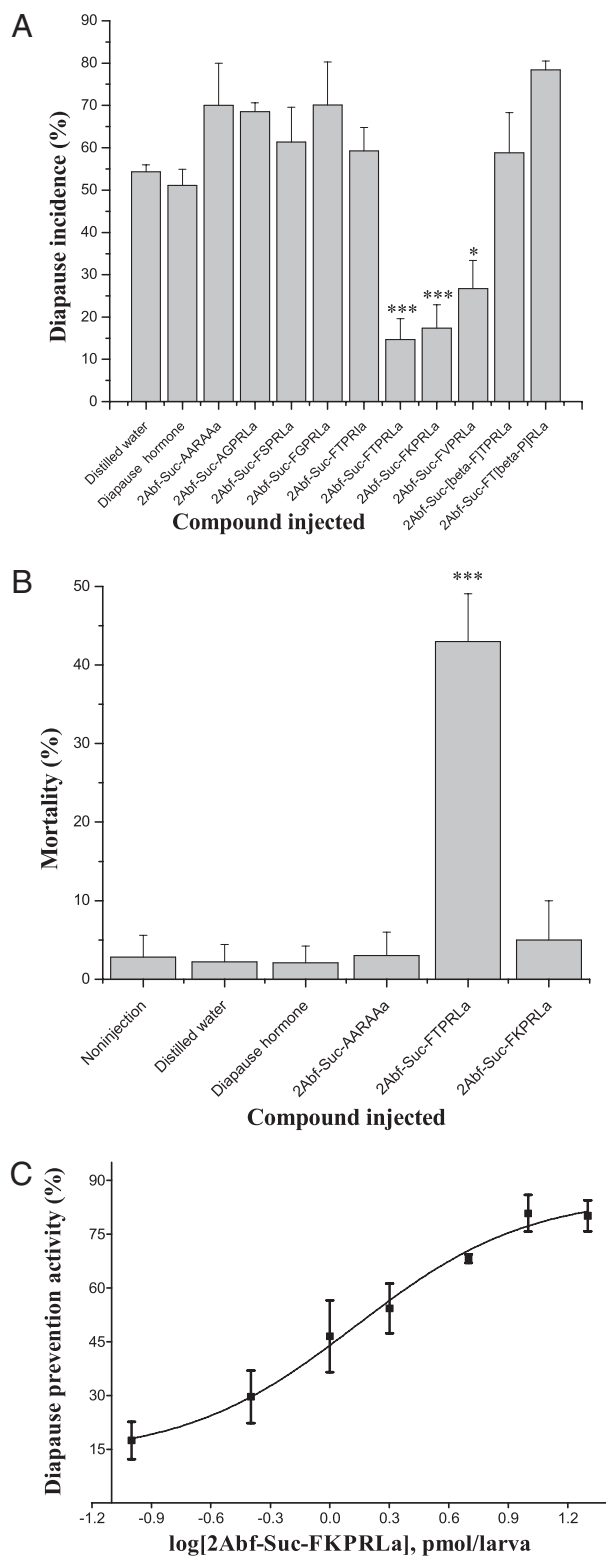 A
Diapause incidence (%)
90
80
70
60
50
40
30
20
10
0
***
***
*
Distilled water
Diapause hormone
2Abf-Suc-AARAAa
2Abf-Suc-AGPRLa
2Abf-Suc-FSPRLa
2Abf-Suc-FGPRLa
2Abf-Suc-FTPRIa
2Abf-Suc-FTPRLa
2Abf-Suc-FKPRLa
2Abf-Suc-FVPRLa
2Abf-Suc-[beta-F]TPRLa
2Abf-Suc-FT[beta-P]RLa
Compound injected
B
Mortality (%)
50
40
30
20
10
0
***
Noninjection
Distilled water
Diapause hormone
2Abf-Suc-AARAAa
2Abf-Suc-FTPRLa
2Abf-Suc-FKPRLa
Compound injected
C
Diapause prevention activity (%)
90
75
60
45
30
15
-1.2 -0.9 -0.6 -0.3 0.0 0.3 0.6 0.9 1.2
log[2Abf-Suc-FKPRLa], pmol/larva